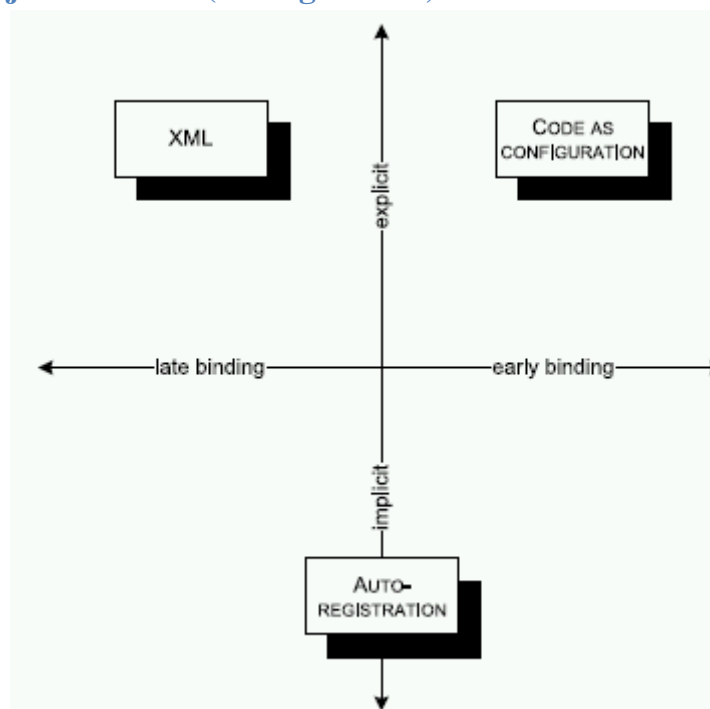 XML
CODE AS
CONFIGURATION
explicit
late binding
early binding
implicit
AUTO-
REGISTRATION